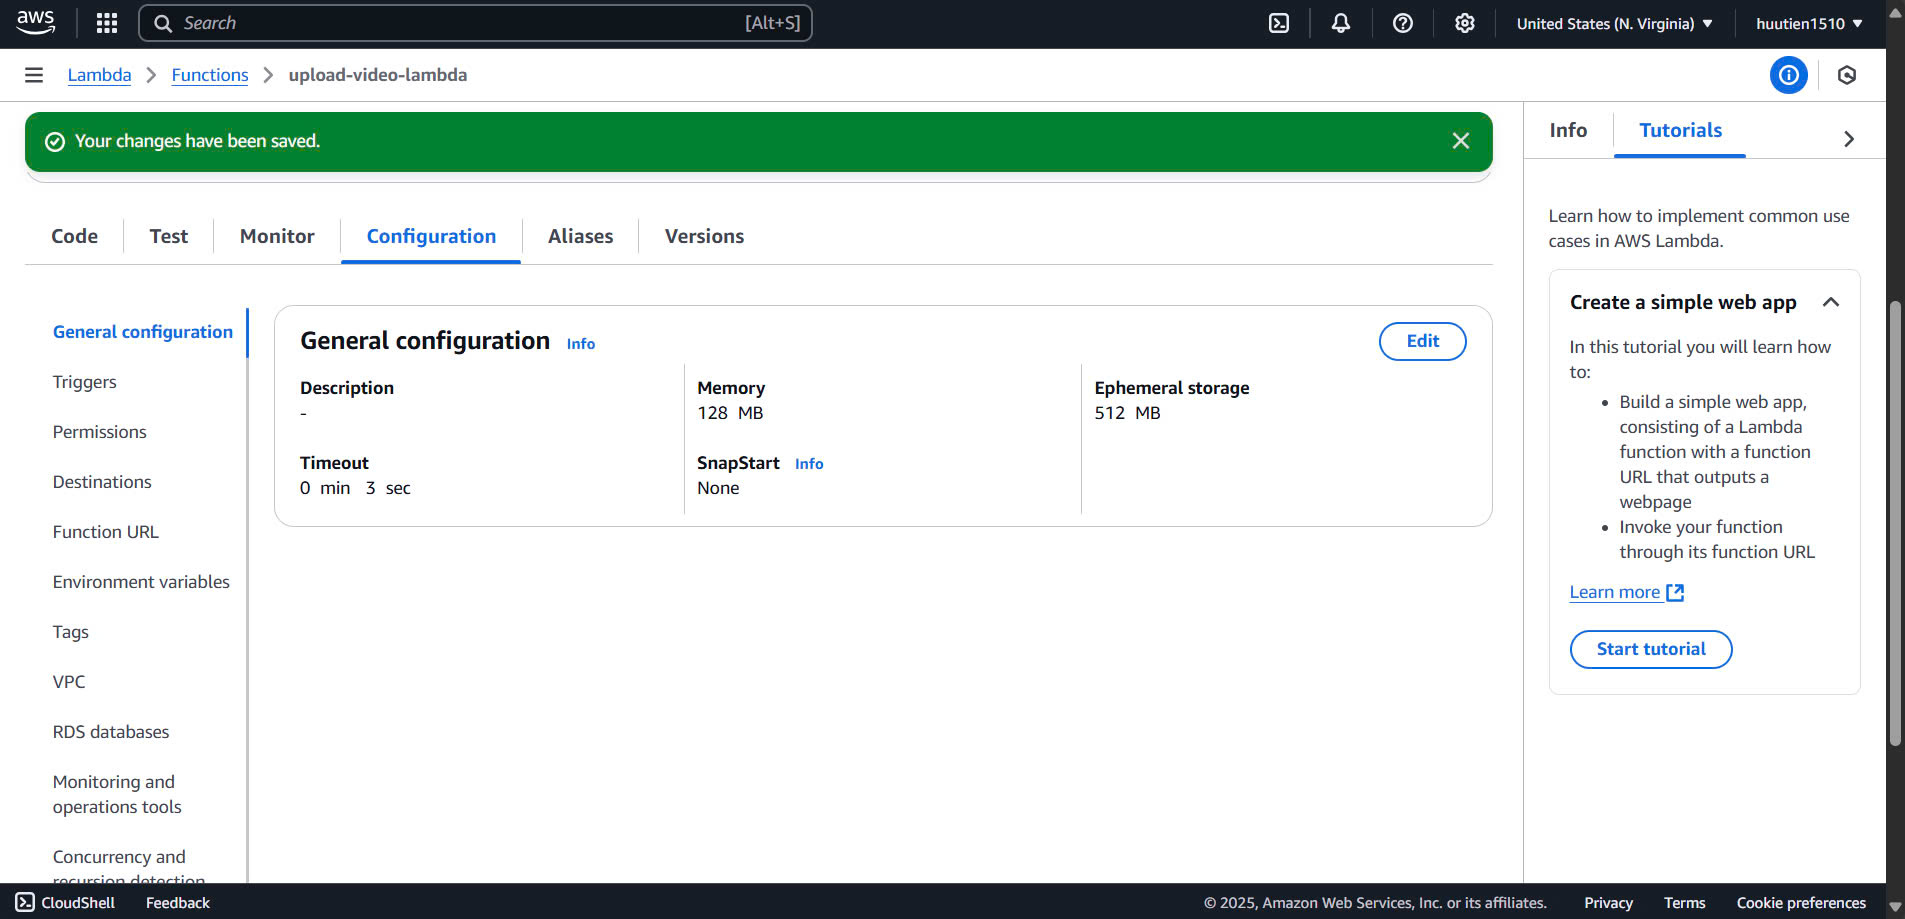 aws
Search [Alt+S]
United States (N. Virginia)
huutien1510
Lambda
Functions
upload-video-lambda
Your changes have been saved.
Info
Tutorials
Code
Test
Monitor
Configuration
Aliases
Versions
General configuration
Triggers
Permissions
Destinations
Function URL
Environment variables
Tags
VPC
RDS databases
Monitoring and
operations tools
Concurrency and
recursion detection
General configuration Info
Edit
Description
-
Memory
128 MB
Ephemeral storage
512 MB
Timeout
0 min 3 sec
SnapStart Info
None
Learn how to implement common use
cases in AWS Lambda.
Create a simple web app
In this tutorial you will learn how
to:
• Build a simple web app,
consisting of a Lambda
function with a function
URL that outputs a
webpage
• Invoke your function
through its function URL
Learn more
Start tutorial
CloudShell
Feedback
© 2025, Amazon Web Services, Inc. or its affiliates.
Privacy
Terms
Cookie preferences